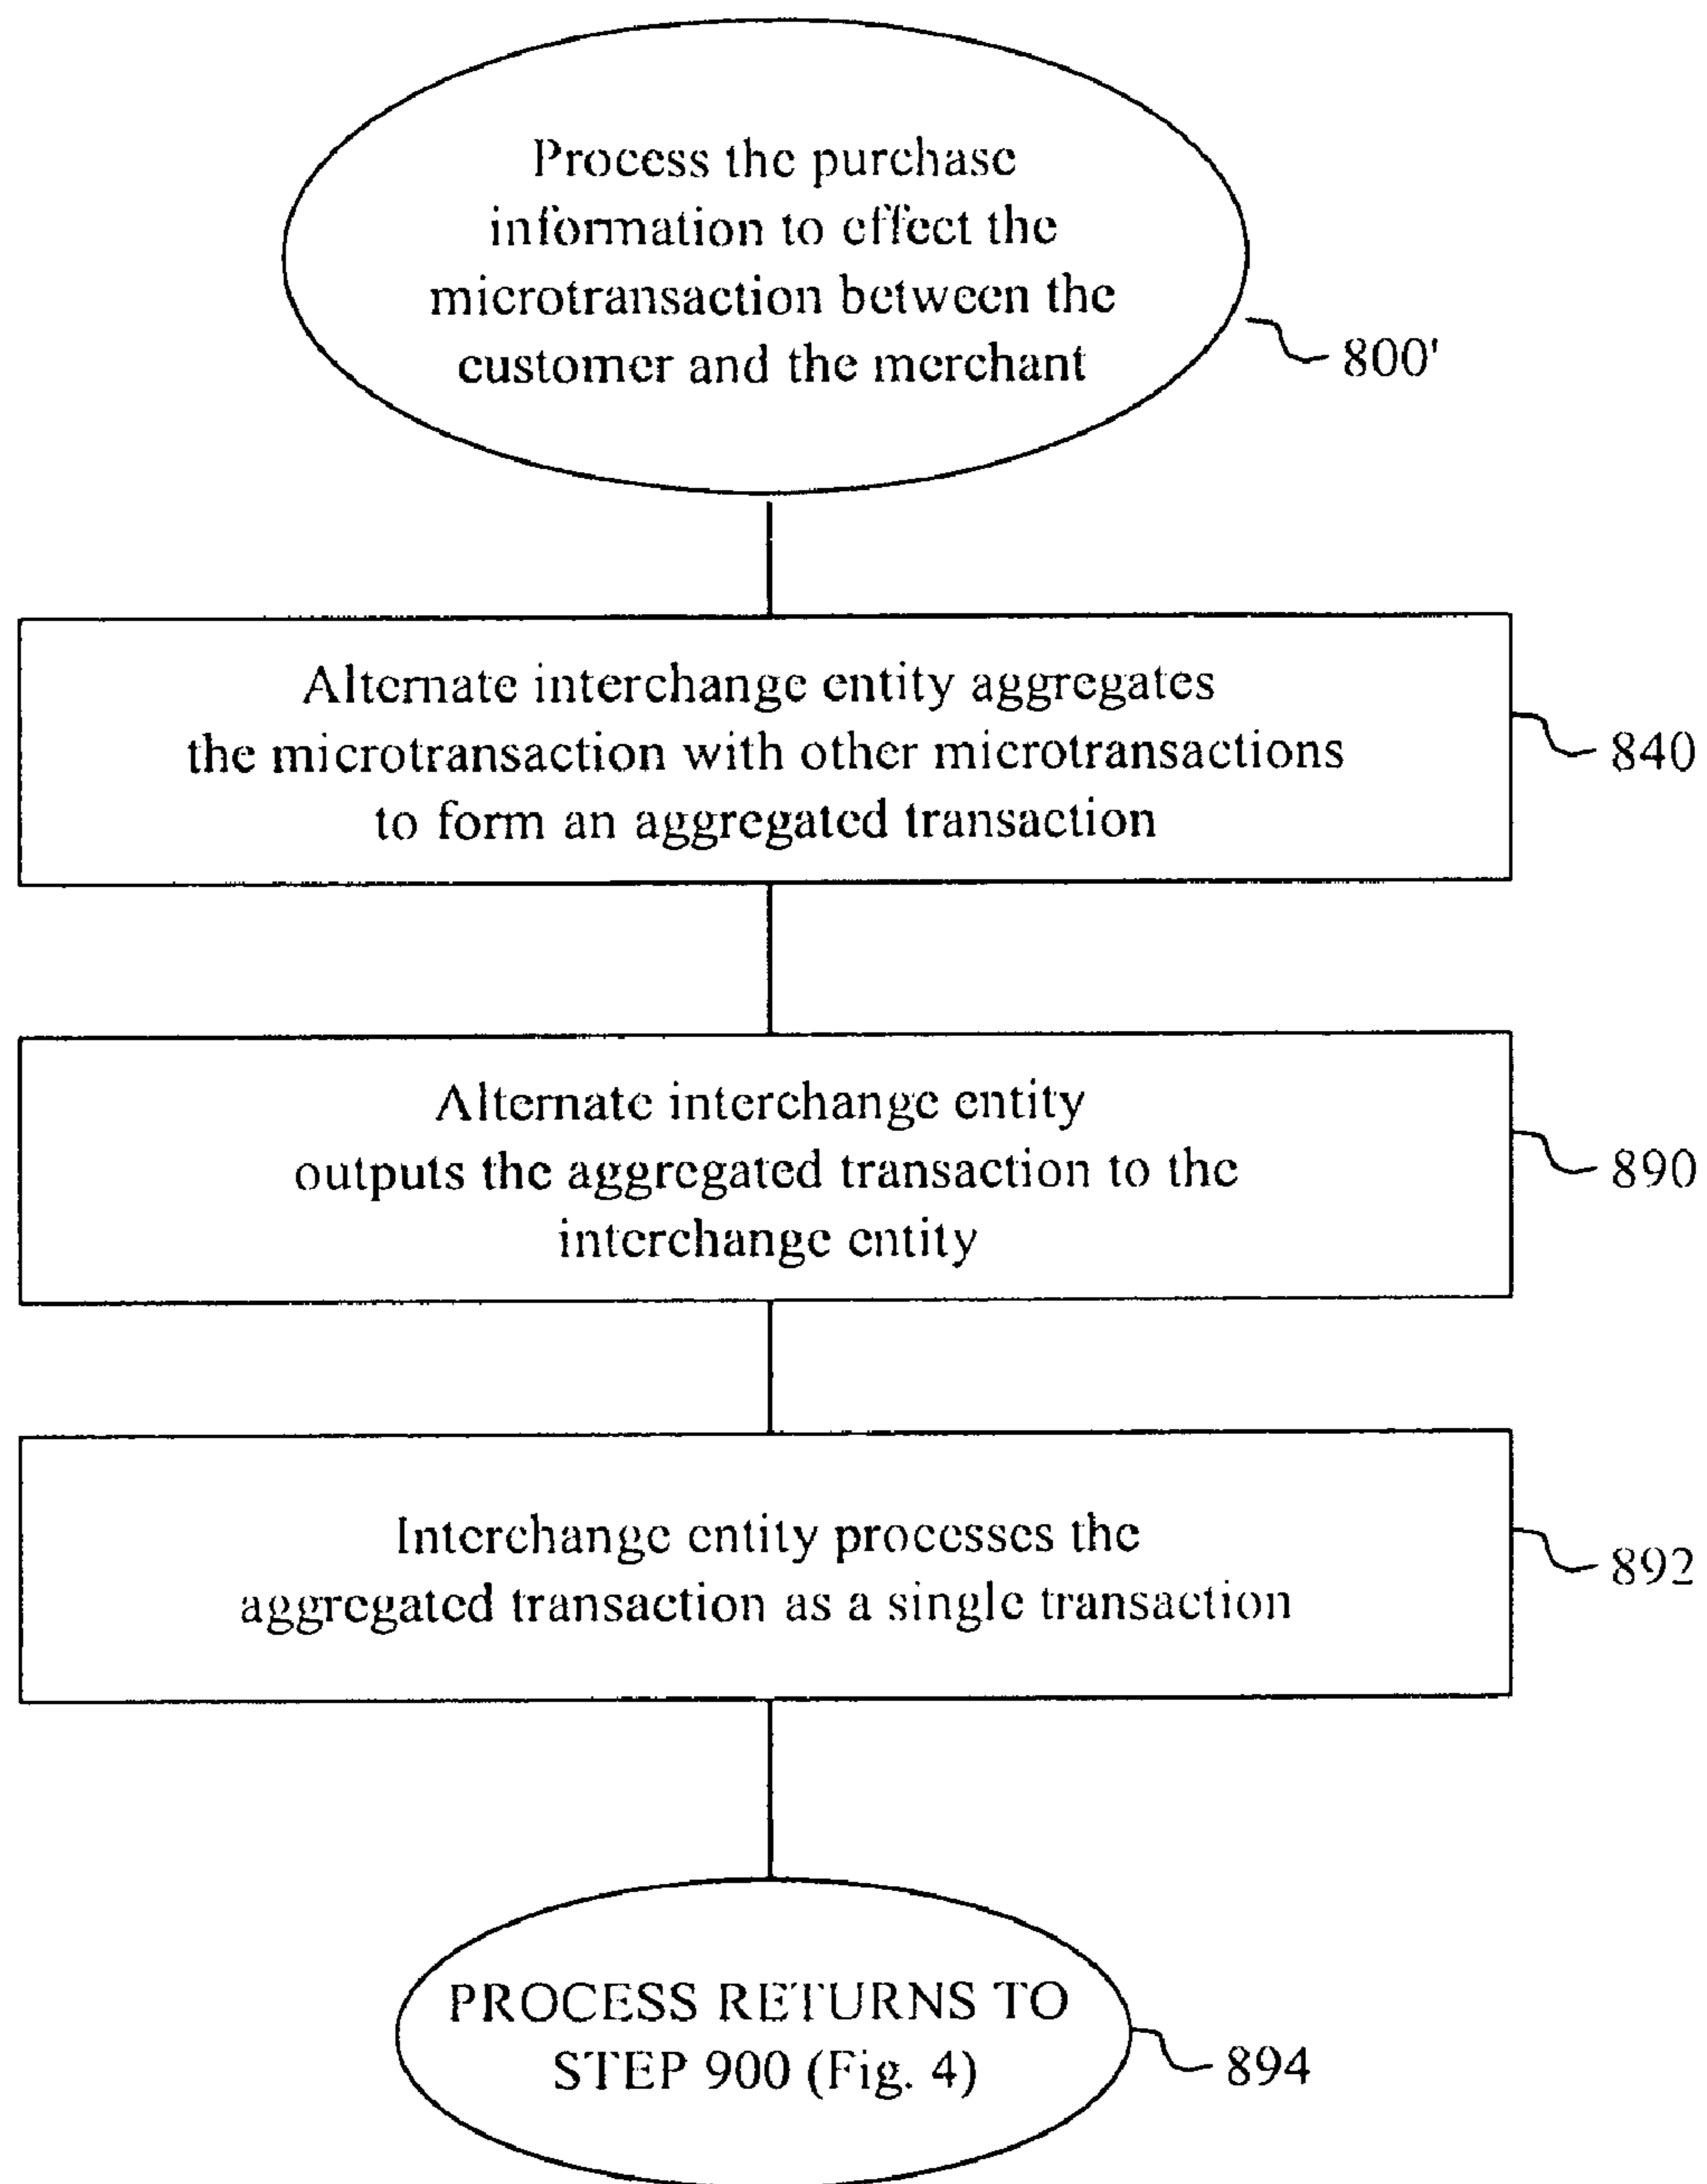 Process the purchase
information to effect the
microtransaction between the
customer and the merchant
800'
Alternate interchange entity aggregates
the microtransaction with other microtransactions
to form an aggregated transaction
840
Alternate interchange entity
outputs the aggregated transaction to the
interchange entity
890
Interchange entity processes the
aggregated transaction as a single transaction
892
PROCESS RETURNS TO
STEP 900 (Fig. 4)
894